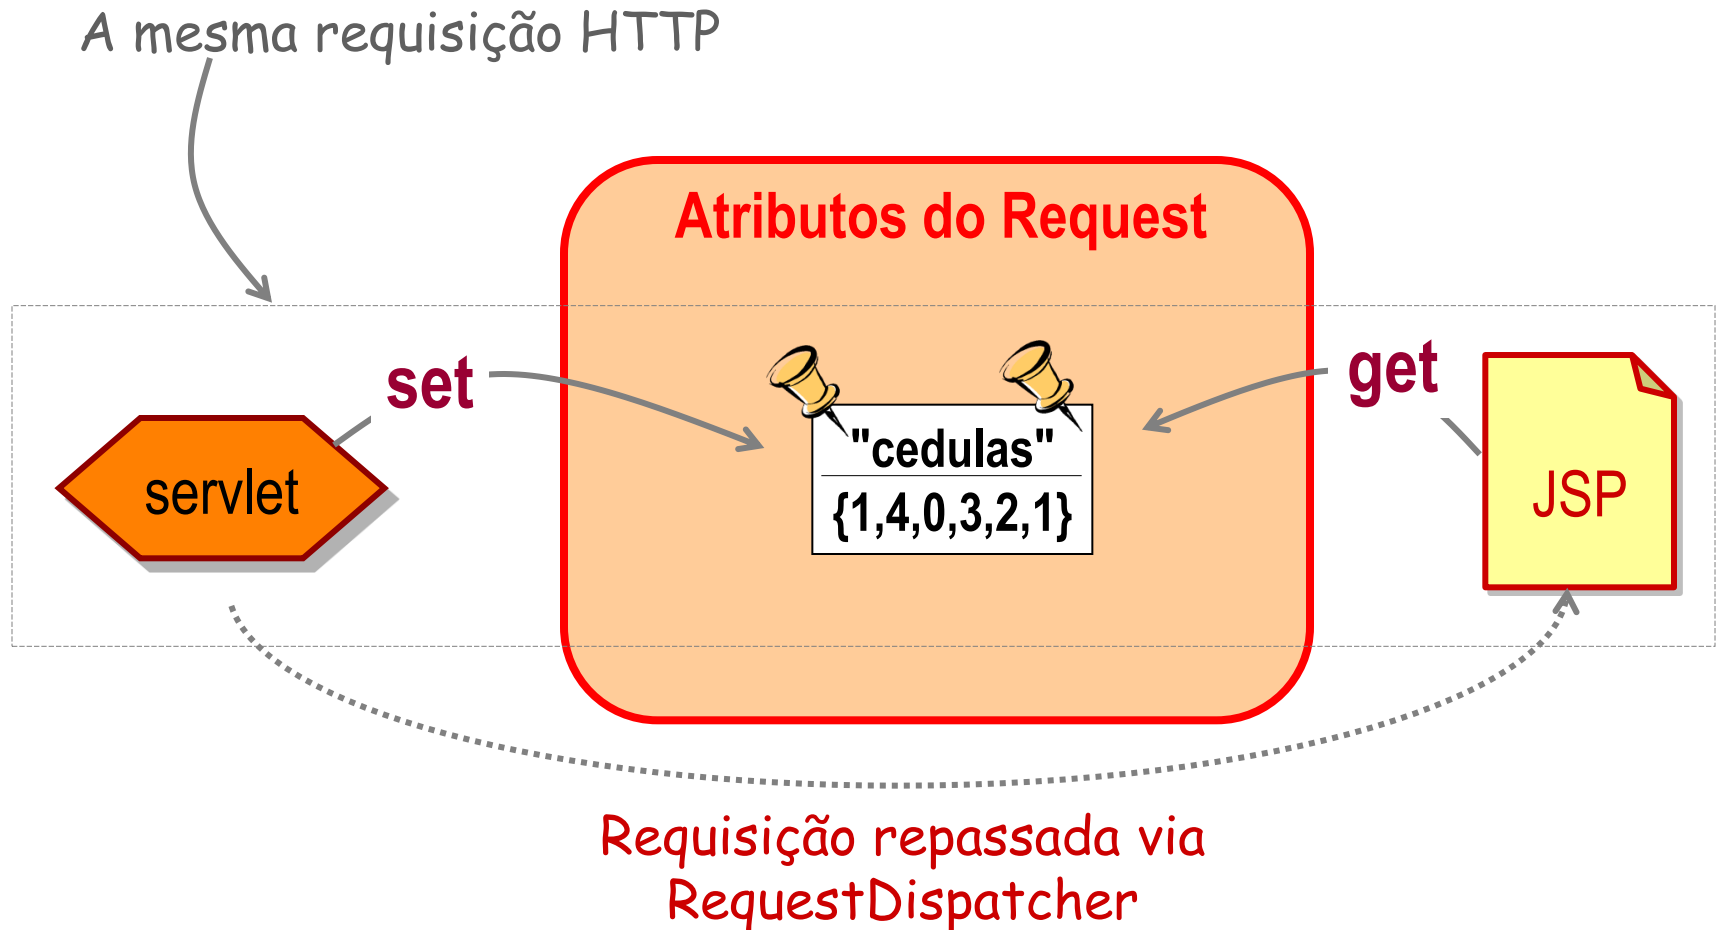 A mesma requisição HTTP
Atributos do Request
set
get
"cedulas"
{1,4,0,3,2,1}
servlet
JSP
Requisição repassada via
RequestDispatcher